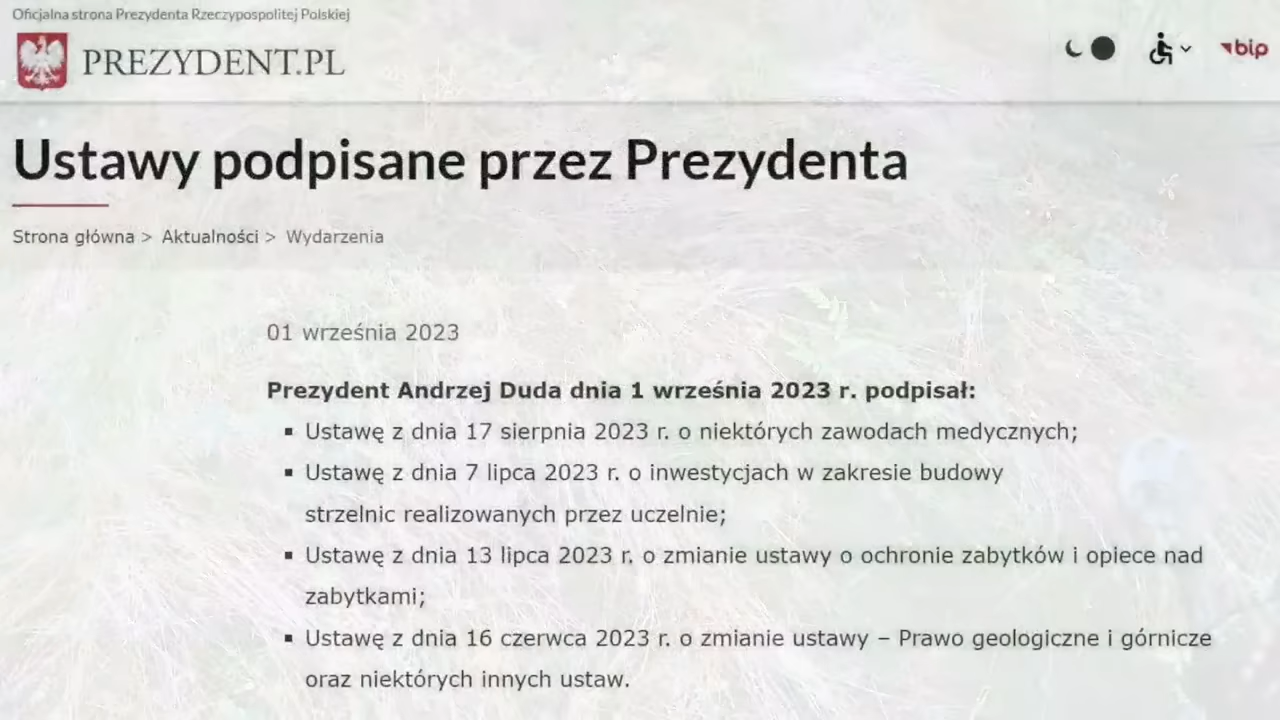 Oficjalna strona Prezydenta Rzeczypospolitej Polskiej
PREZYDENT.PL
bip
Ustawy podpisane przez Prezydenta
Strona główna > Aktualności > Wydarzenia
01 września 2023
Prezydent Andrzej Duda dnia 1 września 2023 r. podpisał:
▪ Ustawę z dnia 17 sierpnia 2023 r. o niektórych zawodach medycznych;
▪ Ustawę z dnia 7 lipca 2023 r. o inwestycjach w zakresie budowy
strzelnic realizowanych przez uczelnie;
▪ Ustawę z dnia 13 lipca 2023 r. o zmianie ustawy o ochronie zabytków i opiece nad
zabytkami;
▪ Ustawę z dnia 16 czerwca 2023 r. o zmianie ustawy – Prawo geologiczne i górnicze
oraz niektórych innych ustaw.